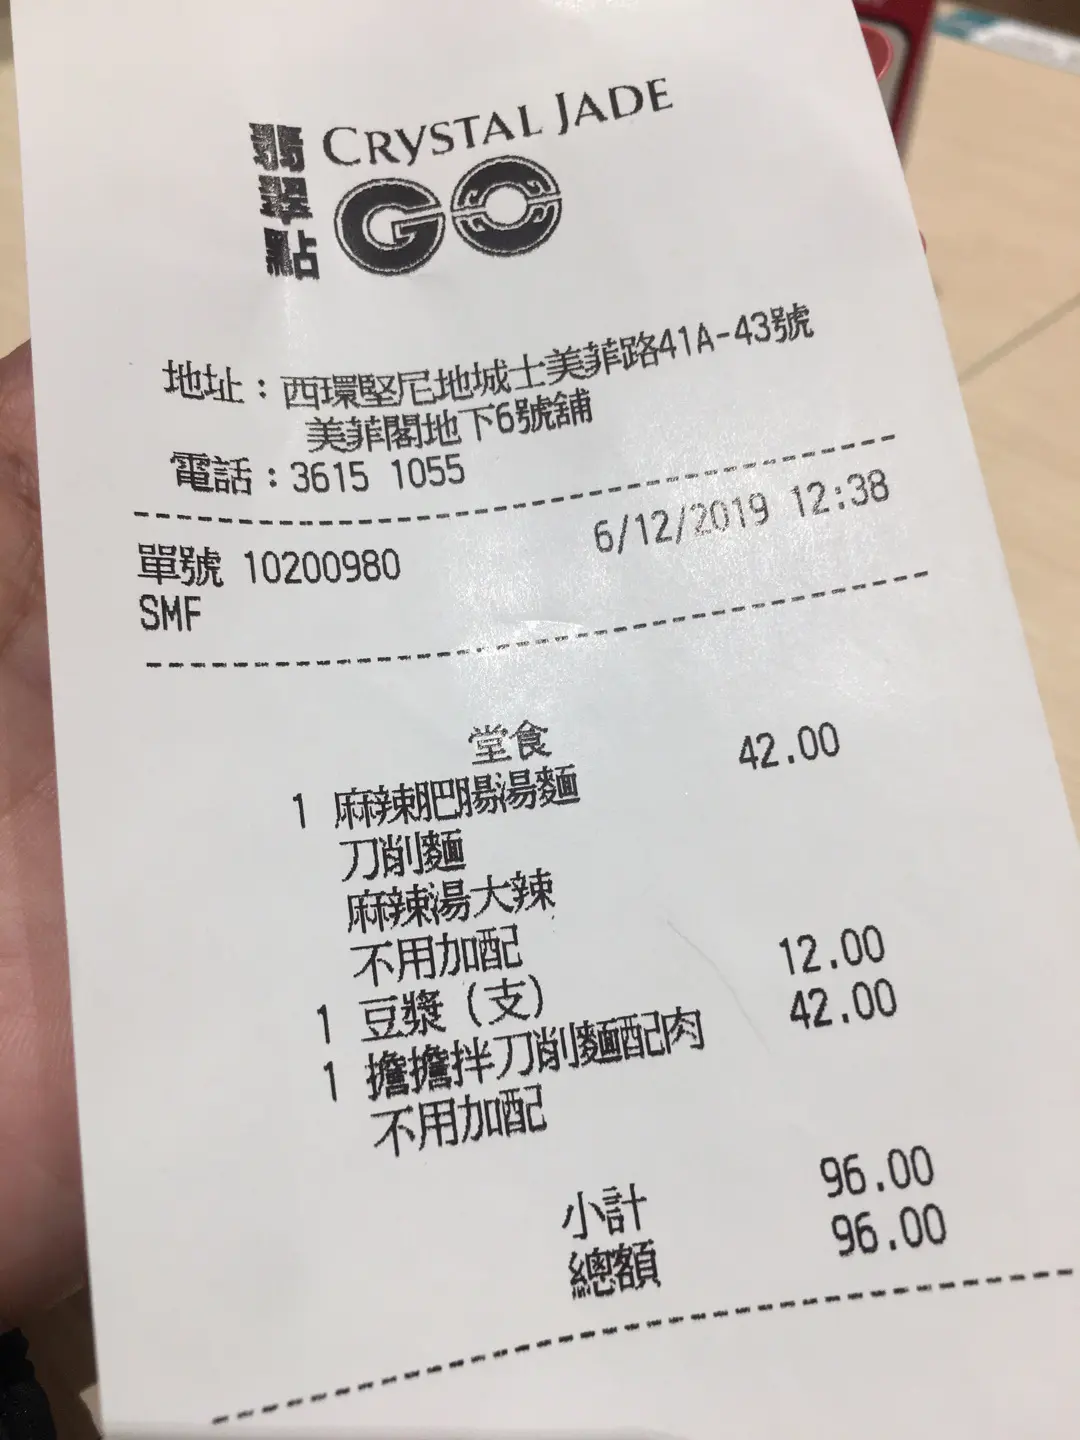 翡翠點
CRYSTAL JADE
GO
地址：西環堅尼地城士美菲路41A-43號
美菲閣地下6號舖
電話：3615 1055
單號 10200980 6/12/2019 12:38
SMF
堂食
1 麻辣肥腸湯麵 42.00
刀削麵
麻辣湯大辣
不用加配
1 豆漿（支） 12.00
1 擔擔拌刀削麵配肉 42.00
不用加配
小計 96.00
總額 96.00